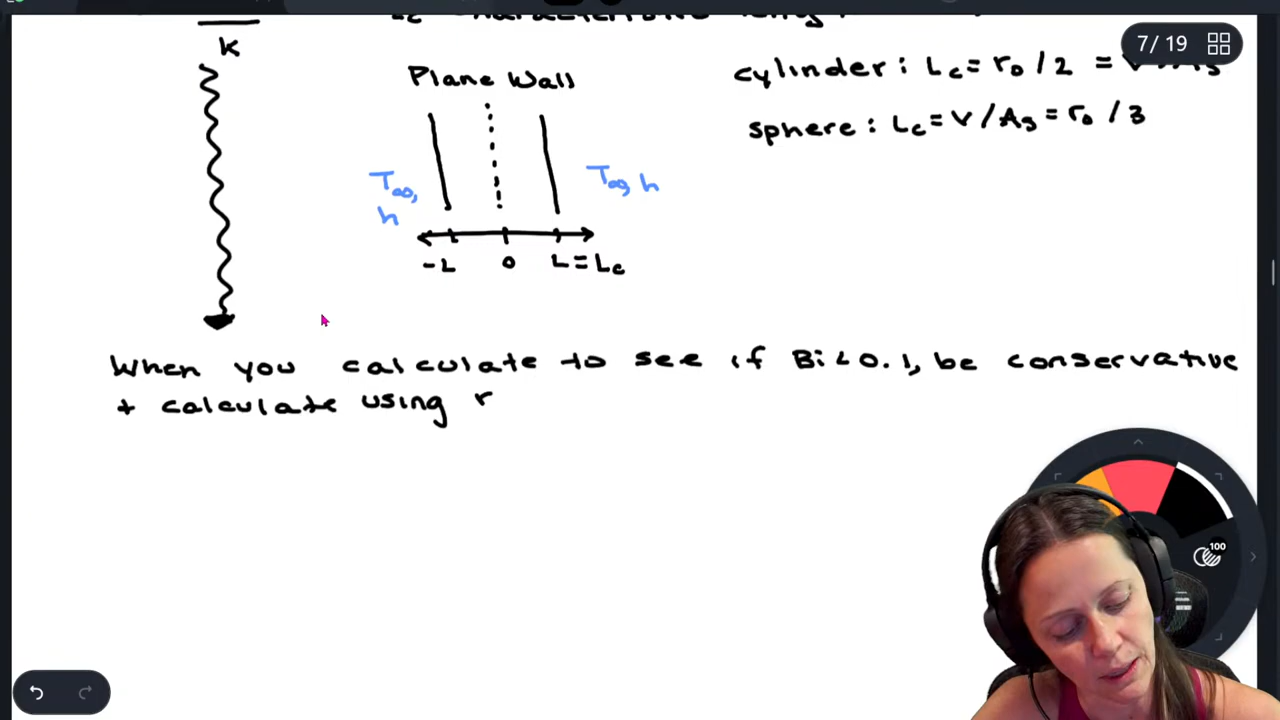 7/19
k
Plane Wall
cylinder: Lc = ro/2 =
sphere: Lc = V/As = ro/3
T∞,
h
T∞, h
-L 0 L=Lc
When you calculate to see if Bi<0.1, be conservative
+ calculate using r
100